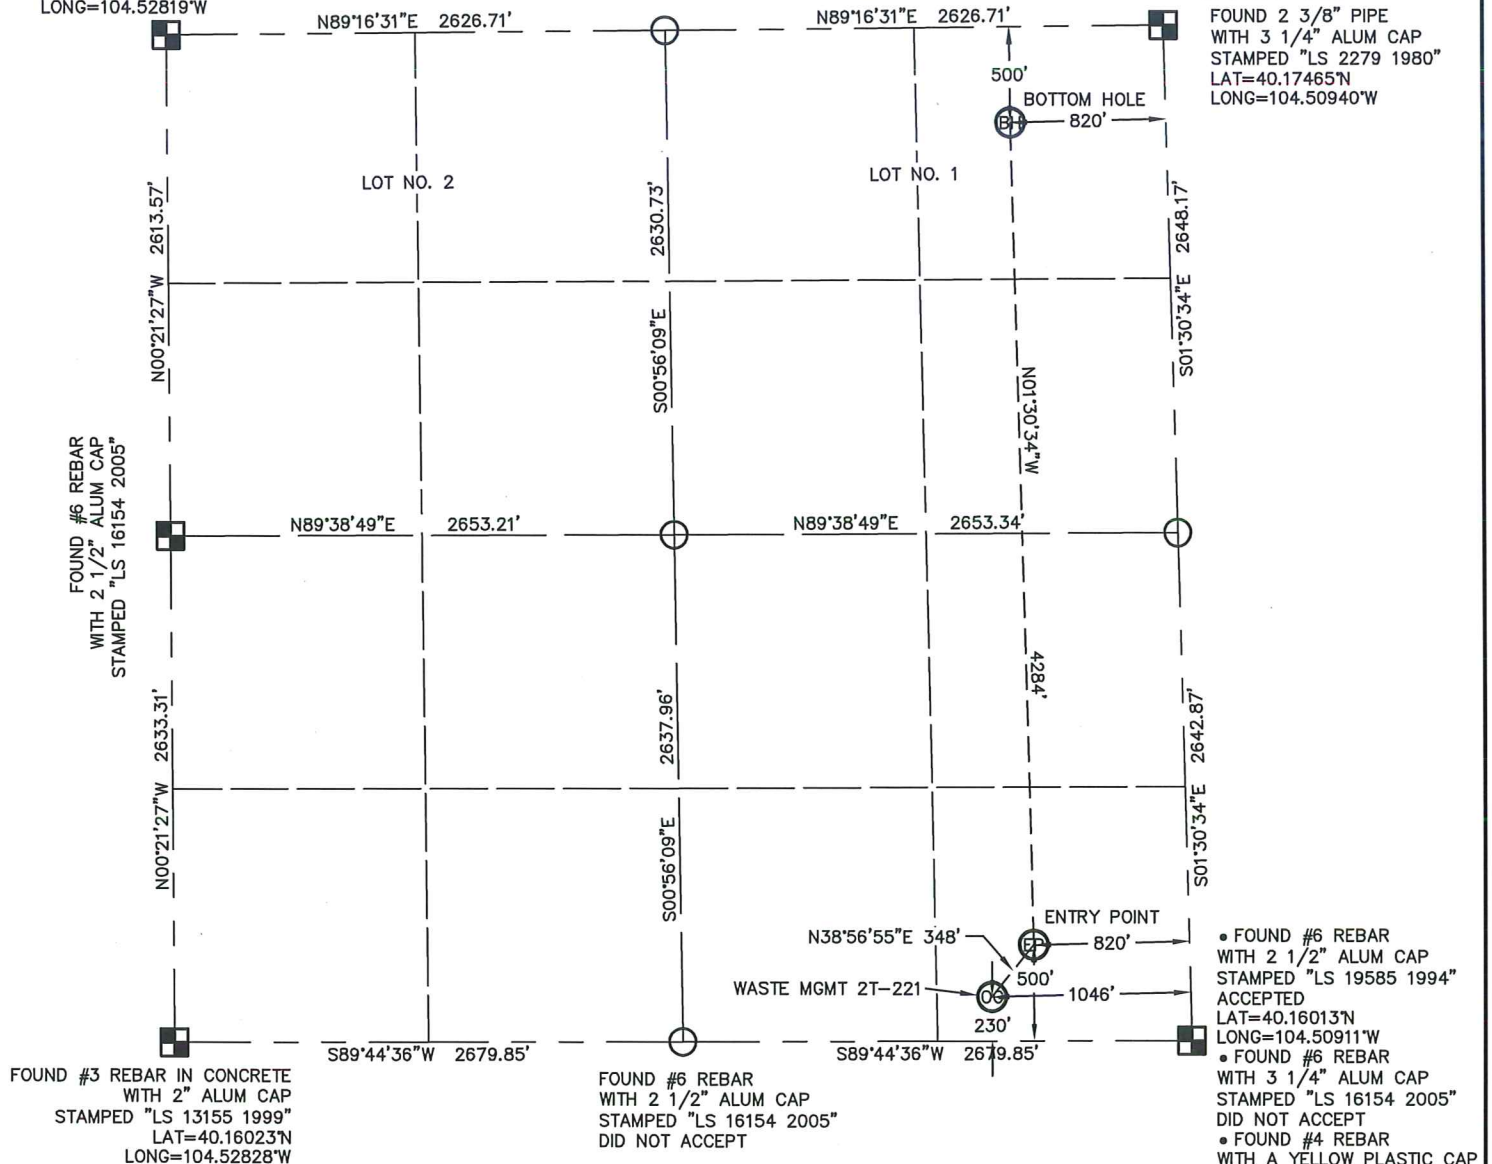 LONG=104.52819°W
N89°16'31"E 2626.71'
N89°16'31"E 2626.71'
FOUND 2 3/8" PIPE
WITH 3 1/4" ALUM CAP
STAMPED "LS 2279 1980"
LAT=40.17465°N
LONG=104.50940°W
500'
BOTTOM HOLE
BH
820'
LOT NO. 2
LOT NO. 1
N00°21'27"W 2613.57'
S00°56'09"E 2630.73'
S01°30'34"E 2648.17'
N01°30'34"W 4284'
FOUND #6 REBAR
WITH 2 1/2" ALUM CAP
STAMPED "LS 16154 2005"
N89°38'49"E 2653.21'
N89°38'49"E 2653.34'
N00°21'27"W 2633.31'
S00°56'09"E 2637.96'
S01°30'34"E 2642.87'
ENTRY POINT
EP
820'
N38°56'55"E 348'
500'
WASTE MGMT 2T-221
OG
1046'
230'
S89°44'36"W 2679.85'
S89°44'36"W 2679.85'
• FOUND #6 REBAR
WITH 2 1/2" ALUM CAP
STAMPED "LS 19585 1994"
ACCEPTED
LAT=40.16013°N
LONG=104.50911°W
• FOUND #6 REBAR
WITH 3 1/4" ALUM CAP
STAMPED "LS 16154 2005"
DID NOT ACCEPT
• FOUND #4 REBAR
WITH A YELLOW PLASTIC CAP
FOUND #3 REBAR IN CONCRETE
WITH 2" ALUM CAP
STAMPED "LS 13155 1999"
LAT=40.16023°N
LONG=104.52828°W
FOUND #6 REBAR
WITH 2 1/2" ALUM CAP
STAMPED "LS 16154 2005"
DID NOT ACCEPT